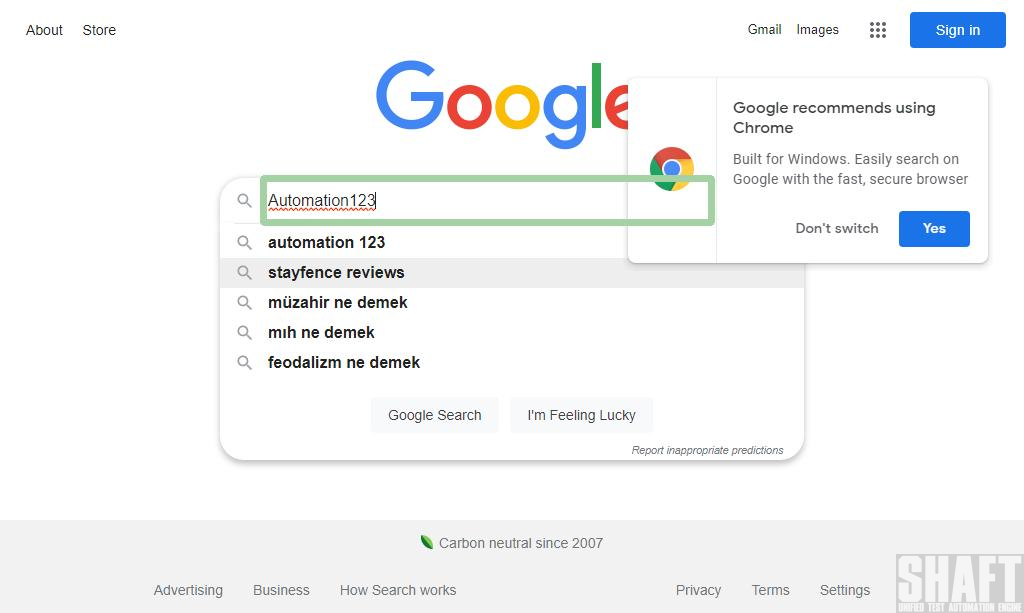 About Store Gmail Images Sign in
Google
Google recommends using
Chrome
Built for Windows. Easily search on
Google with the fast, secure browser
Don't switch Yes
Automation123
automation 123
stayfence reviews
müzahir ne demek
mıh ne demek
feodalizm ne demek
Google Search I'm Feeling Lucky
Report inappropriate predictions
Carbon neutral since 2007
Advertising Business How Search works Privacy Terms Settings
SHAFT
UNIFIED TEST AUTOMATION ENGINE